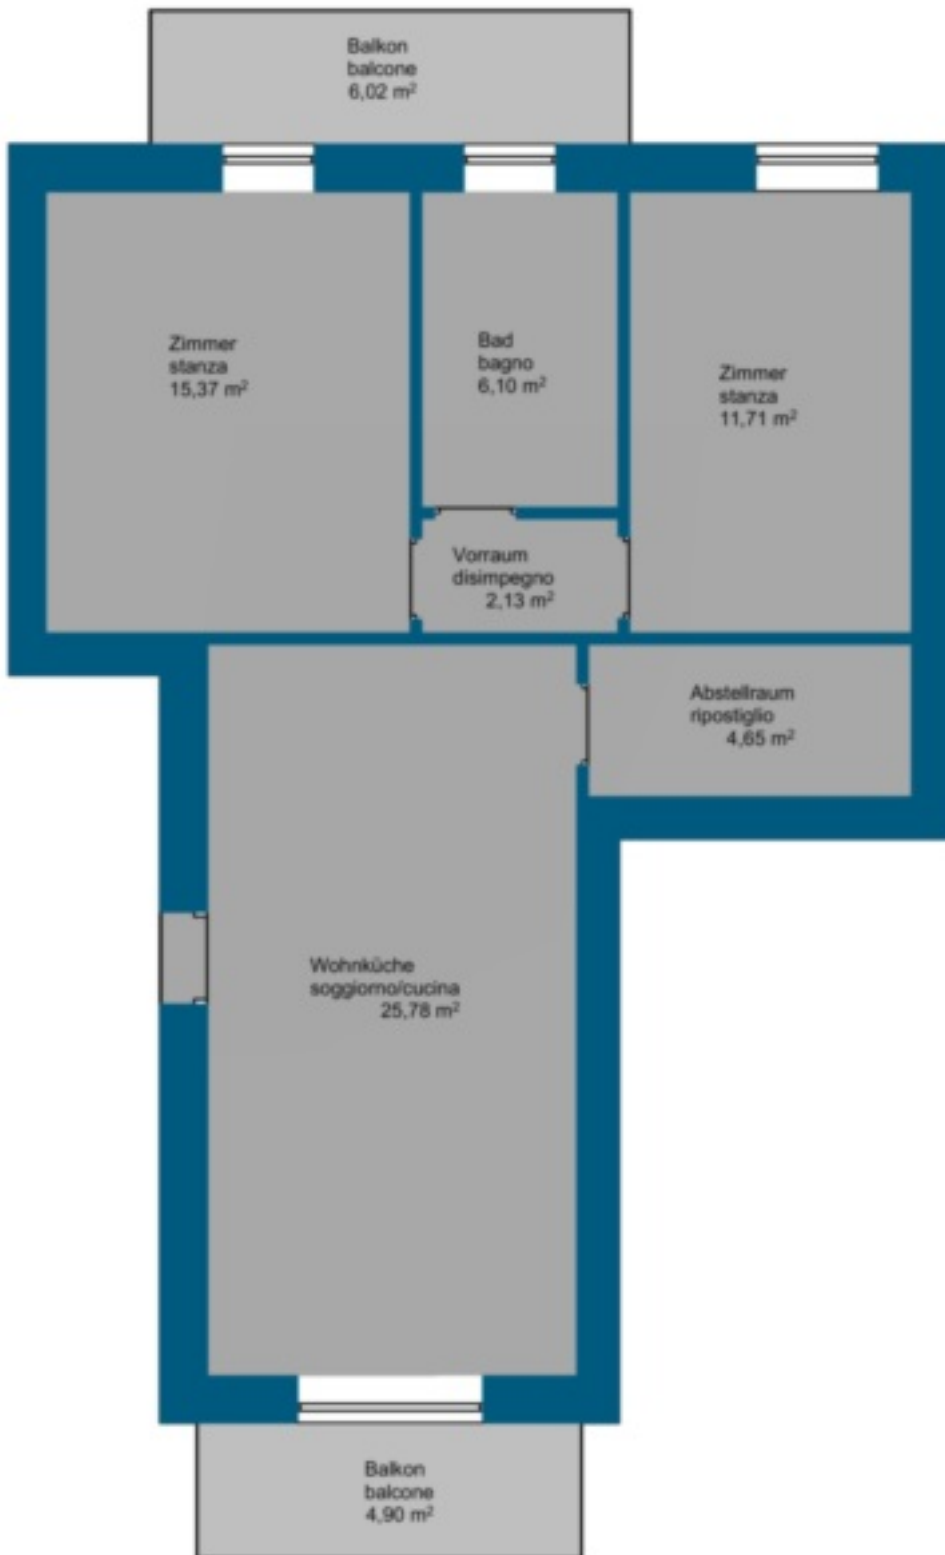 Balkon
balcone
6,02 m²
Zimmer
stanza
15,37 m²
Bad
bagno
6,10 m²
Zimmer
stanza
11,71 m²
Vorraum
disimpegno
2,13 m²
Abstellraum
ripostiglio
4,65 m²
Wohnküche
soggiorno/cucina
25,78 m²
Balkon
balcone
4,90 m²